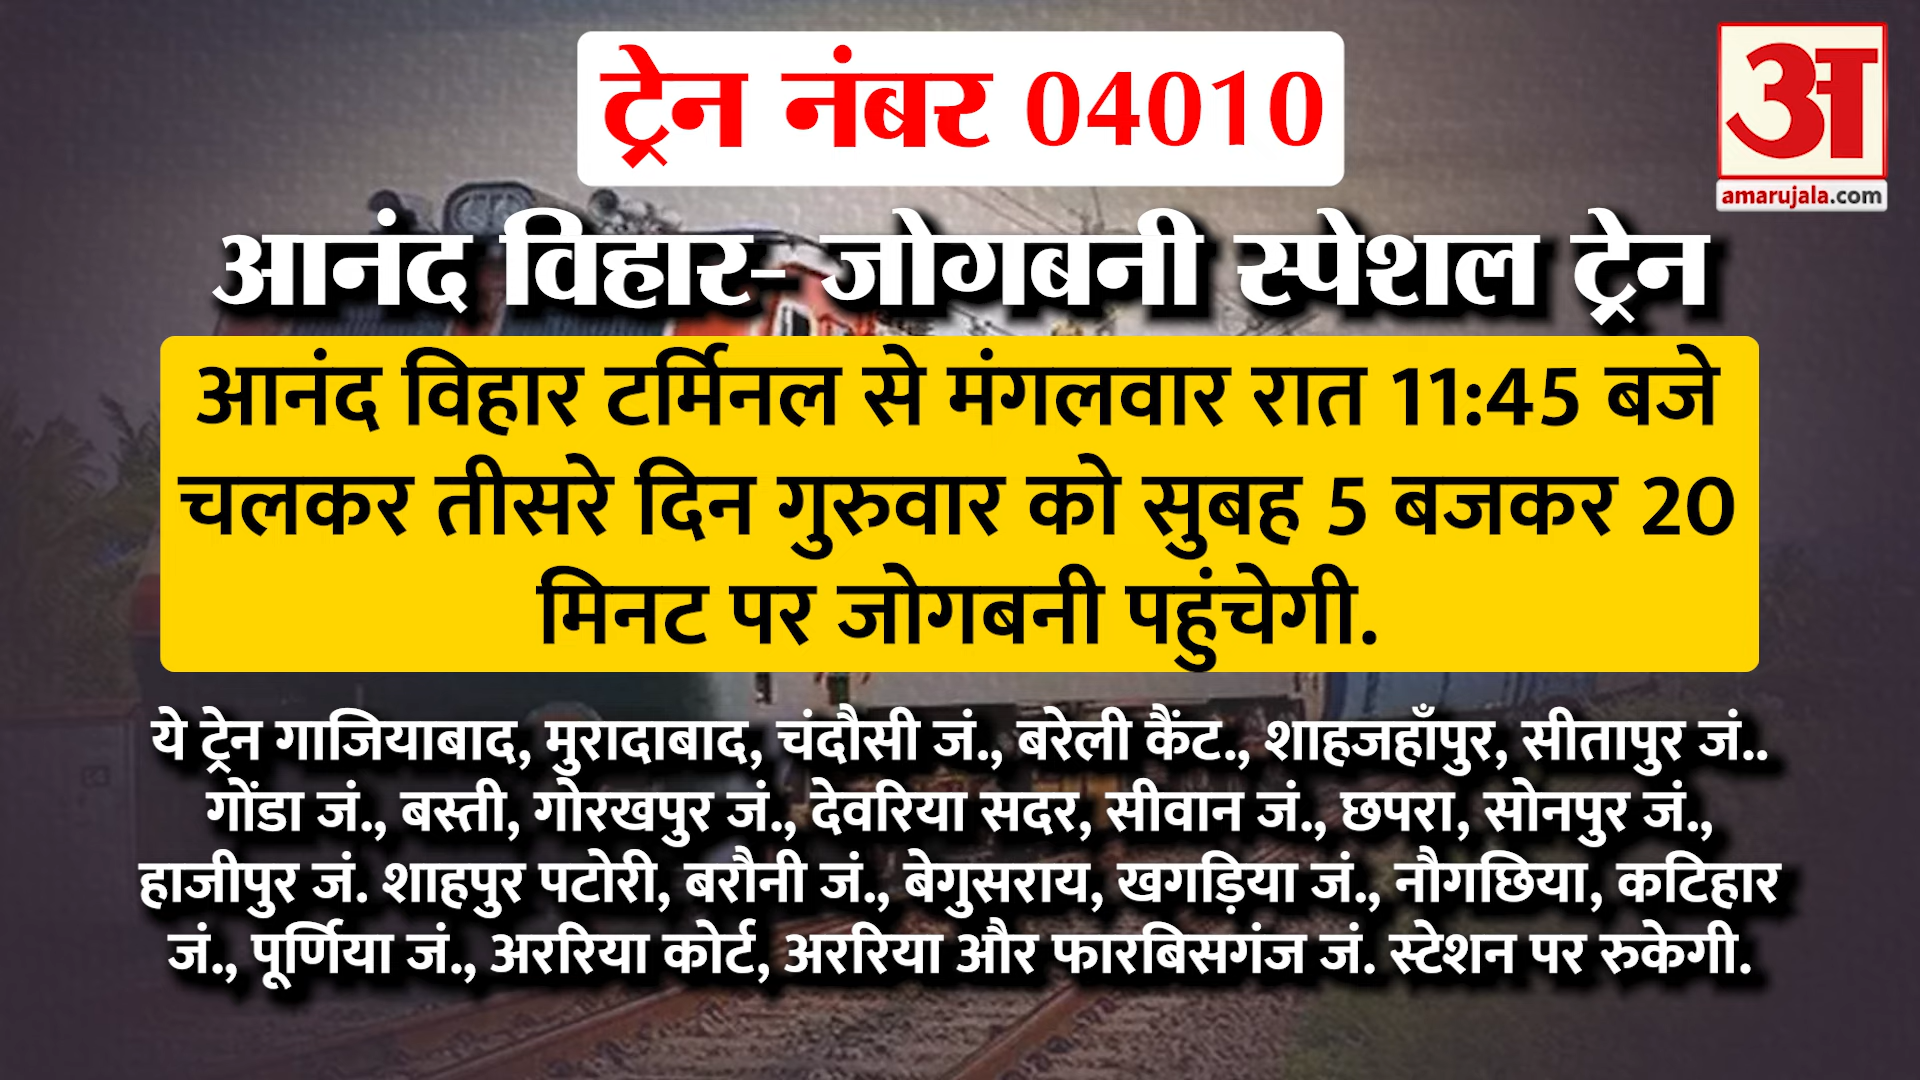 ट्रेन नंबर 04010
अ
amarujala.com
आनंद विहार- जोगबनी स्पेशल ट्रेन
आनंद विहार टर्मिनल से मंगलवार रात 11:45 बजे
चलकर तीसरे दिन गुरुवार को सुबह 5 बजकर 20
मिनट पर जोगबनी पहुंचेगी.
ये ट्रेन गाजियाबाद, मुरादाबाद, चंदौसी जं., बरेली कैंट., शाहजहाँपुर, सीतापुर जं..
गोंडा जं., बस्ती, गोरखपुर जं., देवरिया सदर, सीवान जं., छपरा, सोनपुर जं.,
हाजीपुर जं. शाहपुर पटोरी, बरौनी जं., बेगुसराय, खगड़िया जं., नौगछिया, कटिहार
जं., पूर्णिया जं., अररिया कोर्ट, अररिया और फारबिसगंज जं. स्टेशन पर रुकेगी.